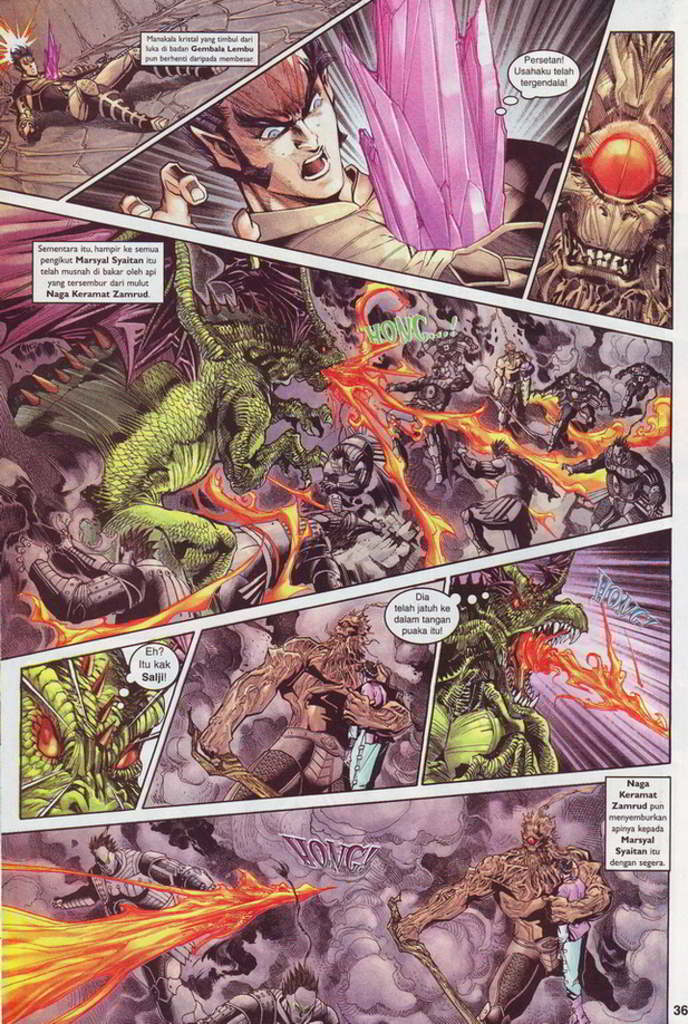 Manakala kristal yang timbul dari
luka di badan Gembala Lembu
pun berhenti daripada membesar.
Persetan!
Usahaku telah
tergendala!
Sementara itu, hampir ke semua
pengikut Marsyal Syaitan itu
telah musnah di bakar oleh api
yang tersembur dari mulut
Naga Keramat Zamrud.
HONG...!
Eh?
Itu kak
Salji!
Dia
telah jatuh ke
dalam tangan
puaka itu!
HONG!
Naga
Keramat
Zamrud pun
menyemburkan
apinya kepada
Marsyal
Syaitan itu
dengan segera.
HONG!
36